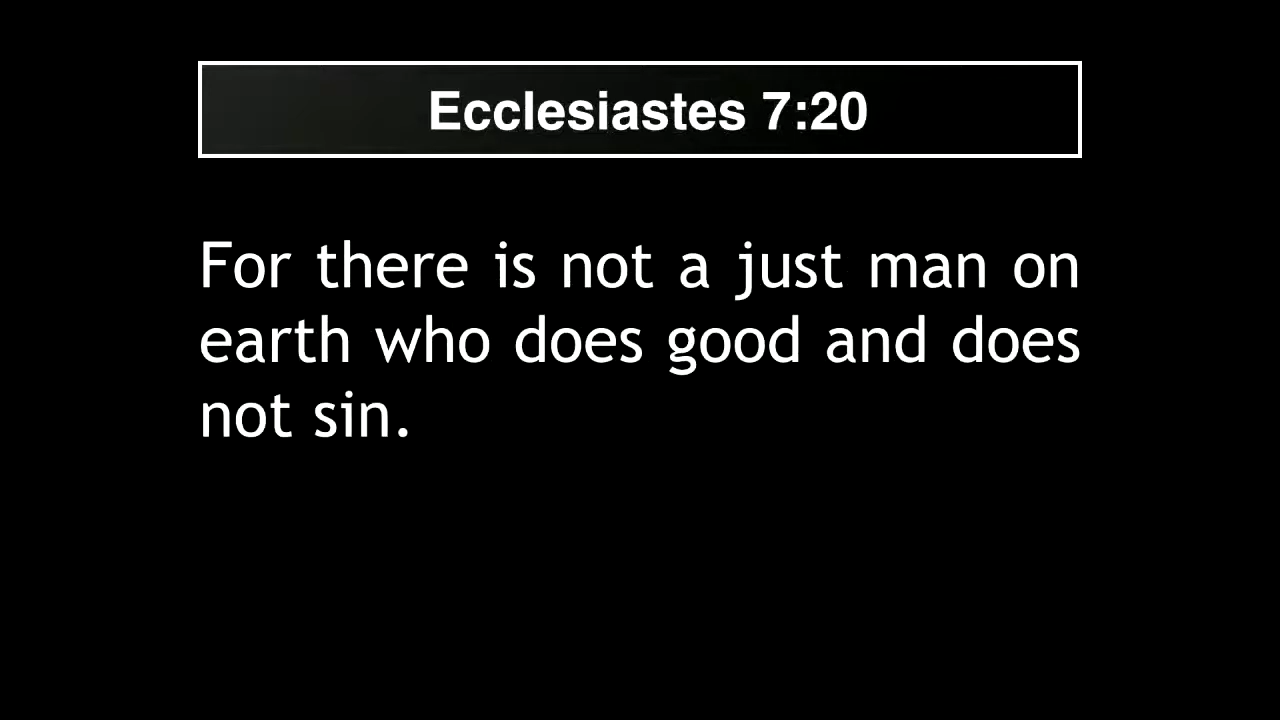 Ecclesiastes 7:20
For there is not a just man on
earth who does good and does
not sin.